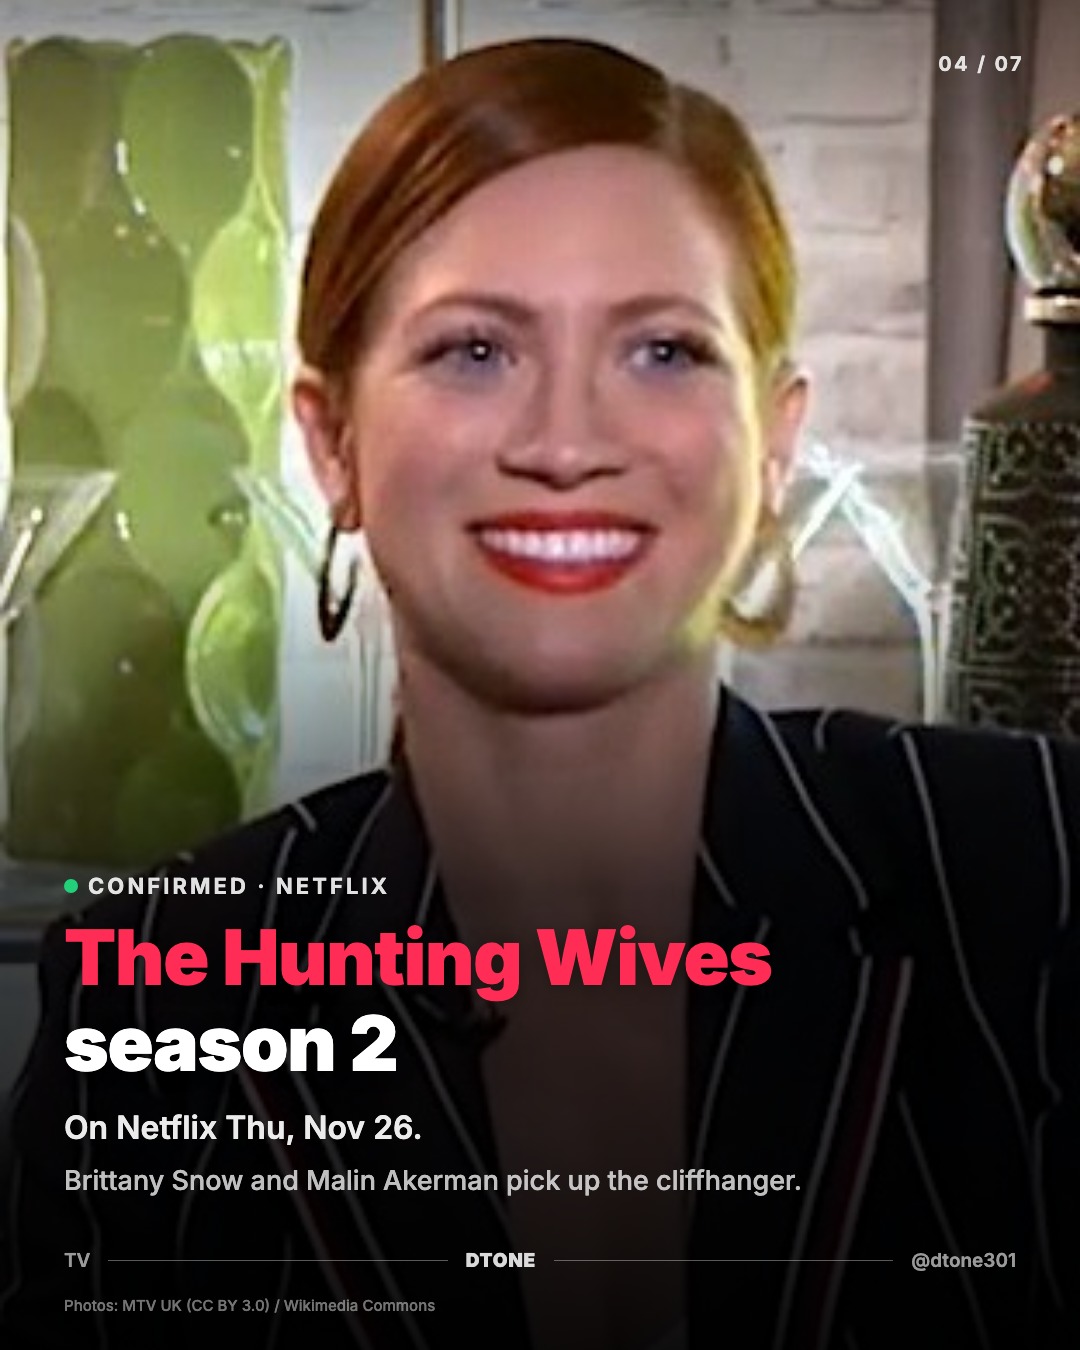 04 / 07
CONFIRMED · NETFLIX
The Hunting Wives
season 2
On Netflix Thu, Nov 26.
Brittany Snow and Malin Akerman pick up the cliffhanger.
TV DTONE @dtone301
Photos: MTV UK (CC BY 3.0) / Wikimedia Commons